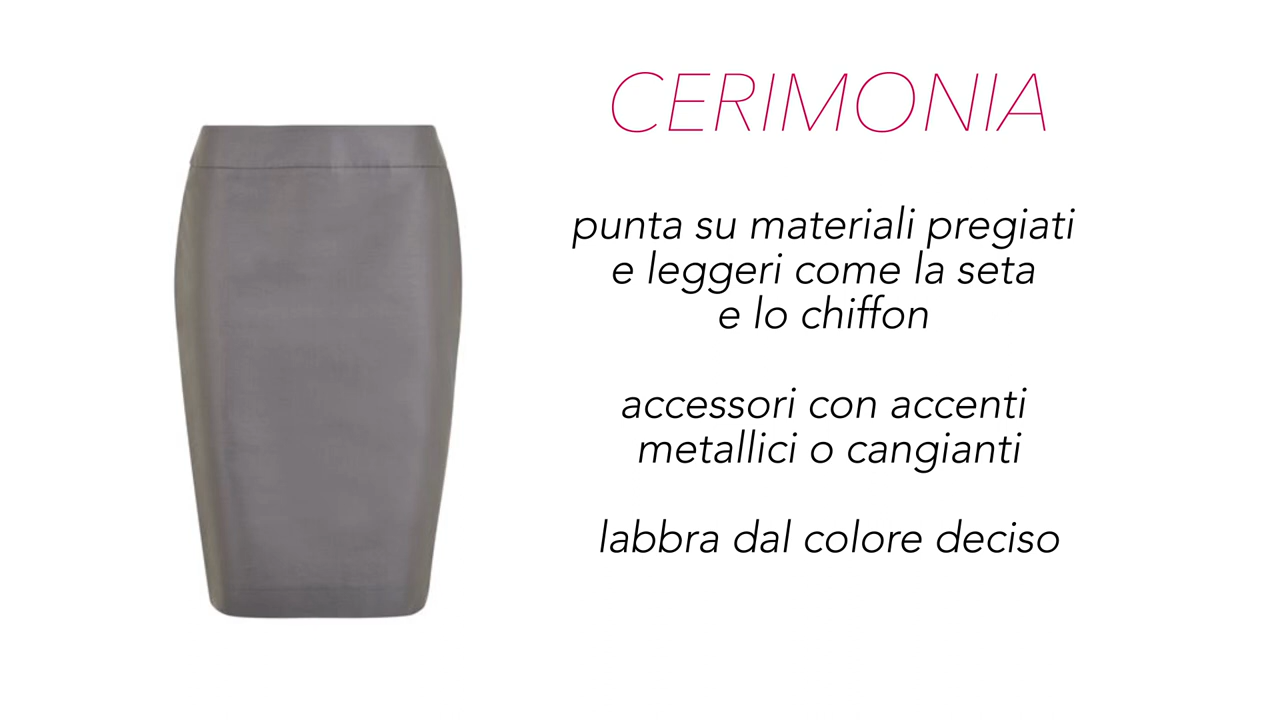 CERIMONIA
punta su materiali pregiati
e leggeri come la seta
e lo chiffon
accessori con accenti
metallici o cangianti
labbra dal colore deciso